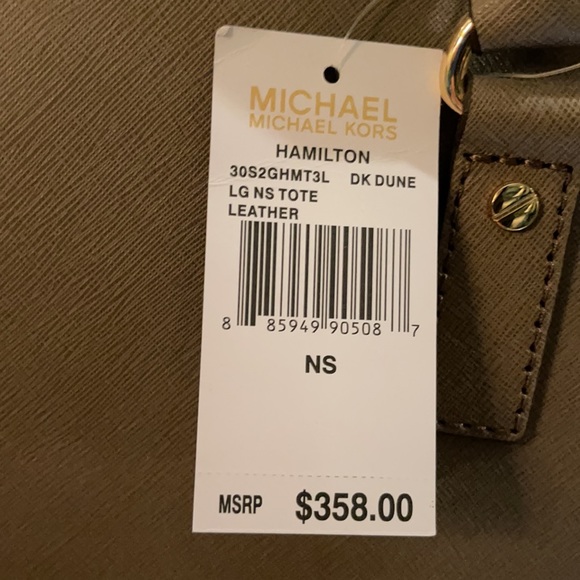 MICHAEL
MICHAEL KORS
HAMILTON
30S2GHMT3L DK DUNE
LG NS TOTE
LEATHER
8 85949 90508 7
NS
MSRP $358.00